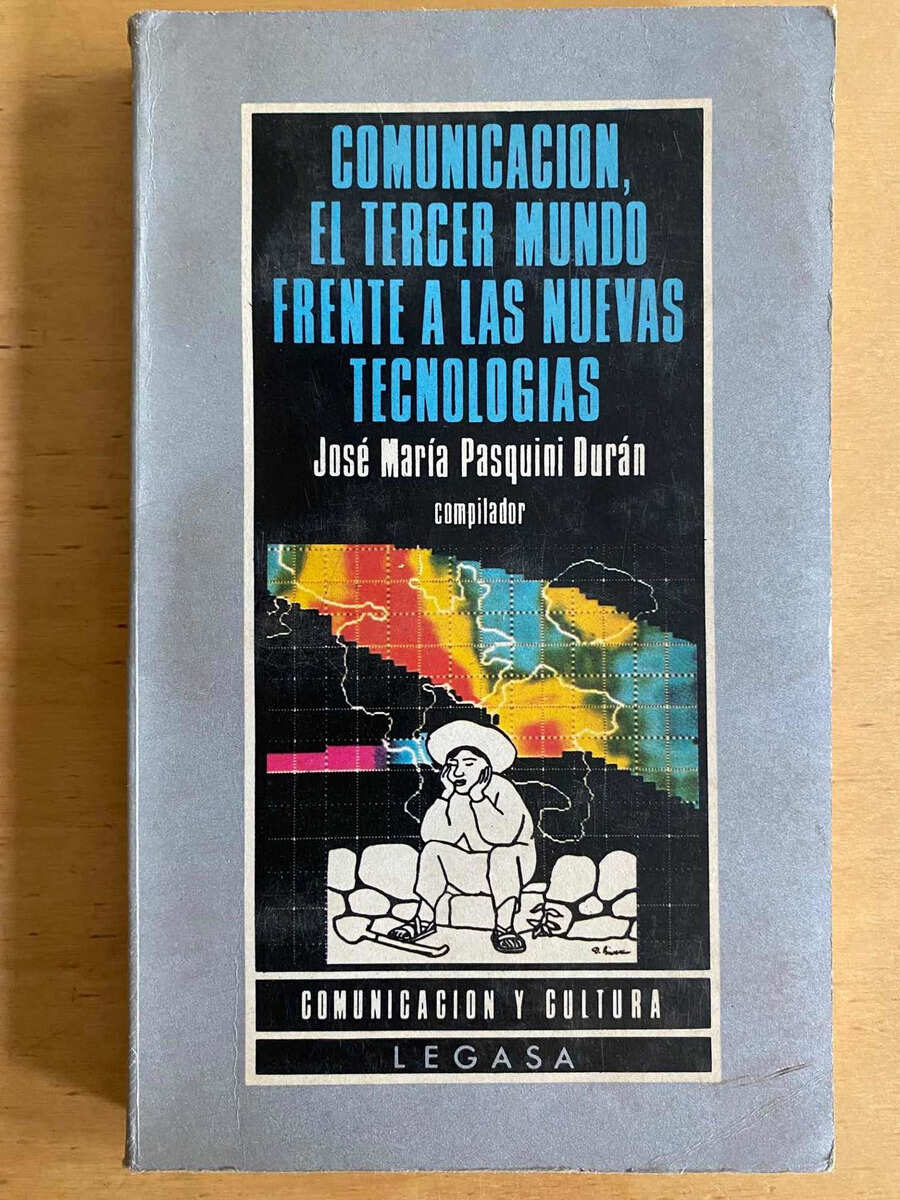 COMUNICACION,
EL TERCER MUNDO
FRENTE A LAS NUEVAS
TECNOLOGIAS
José María Pasquini Durán
compilador
COMUNICACION Y CULTURA
LEGASA